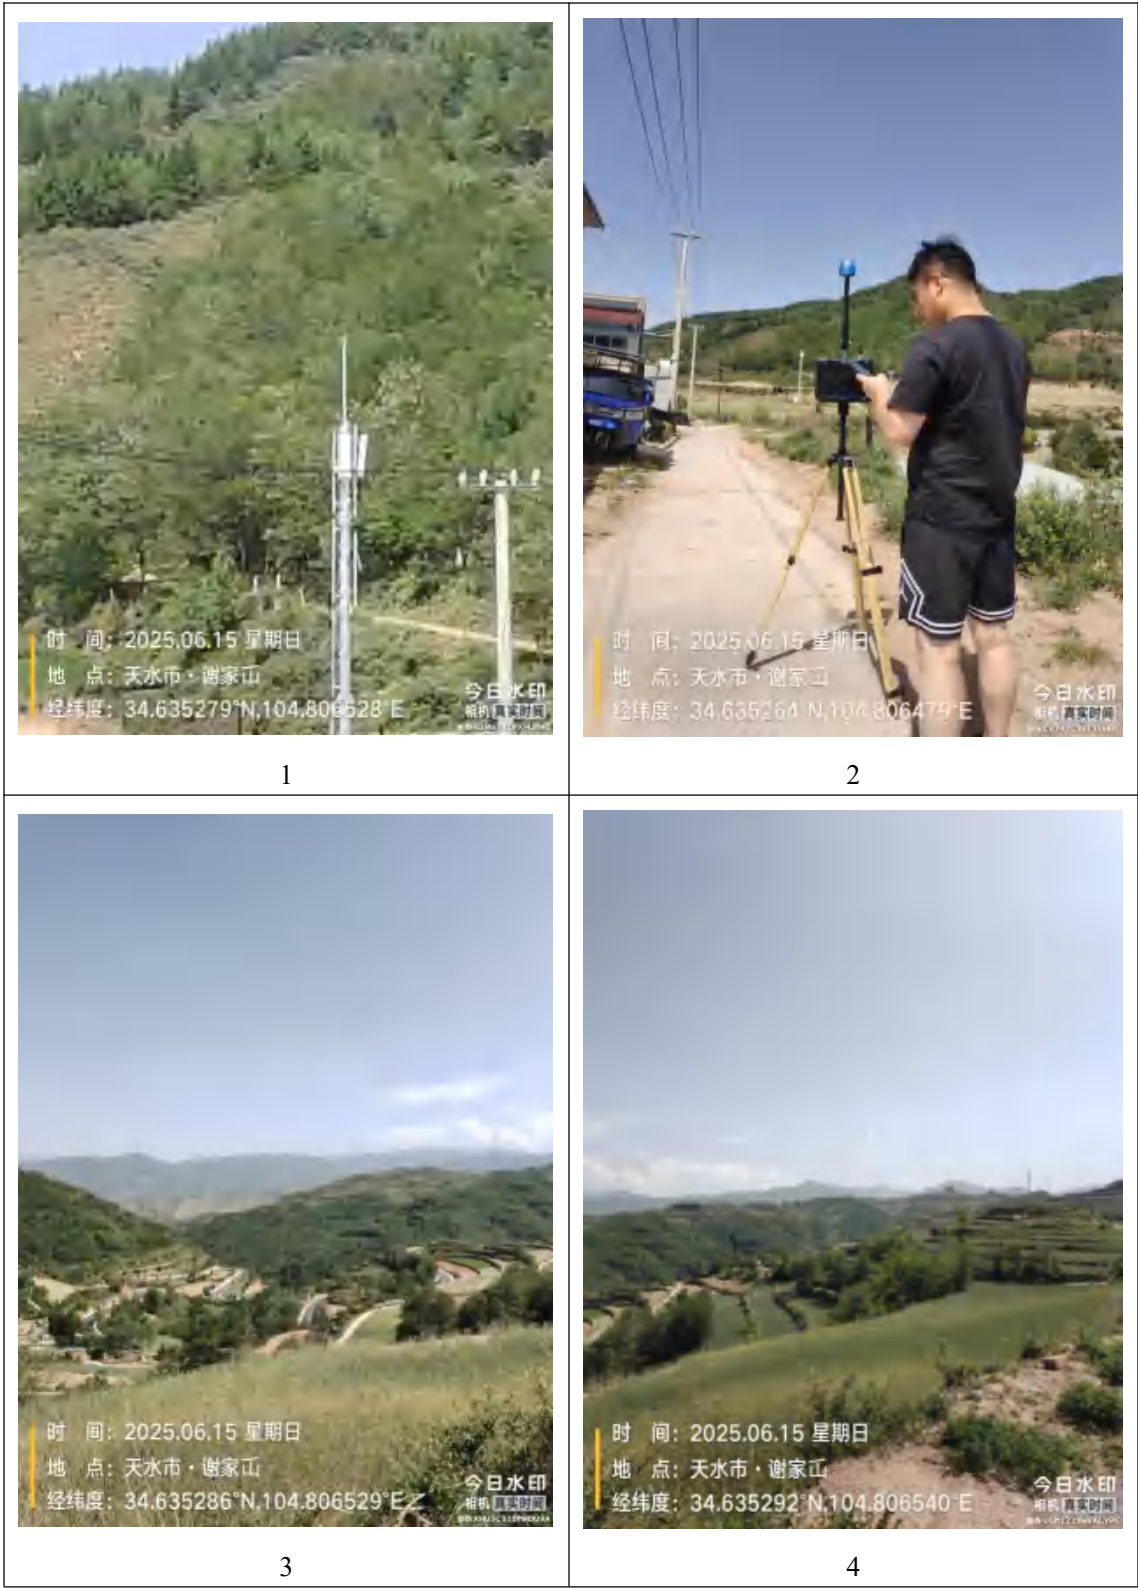 时 间：2025.06.15 星期日
地 点：天水市·谢家山
经纬度：34.635279°N,104.806528°E
今日水印
相机 真实时间
1
时 间：2025.06.15 星期日
地 点：天水市·谢家山
经纬度：34.635264°N,104.806479°E
今日水印
相机 真实时间
2
时 间：2025.06.15 星期日
地 点：天水市·谢家山
经纬度：34.635286°N,104.806529°E
今日水印
相机 真实时间
3
时 间：2025.06.15 星期日
地 点：天水市·谢家山
经纬度：34.635292°N,104.806540°E
今日水印
相机 真实时间
4